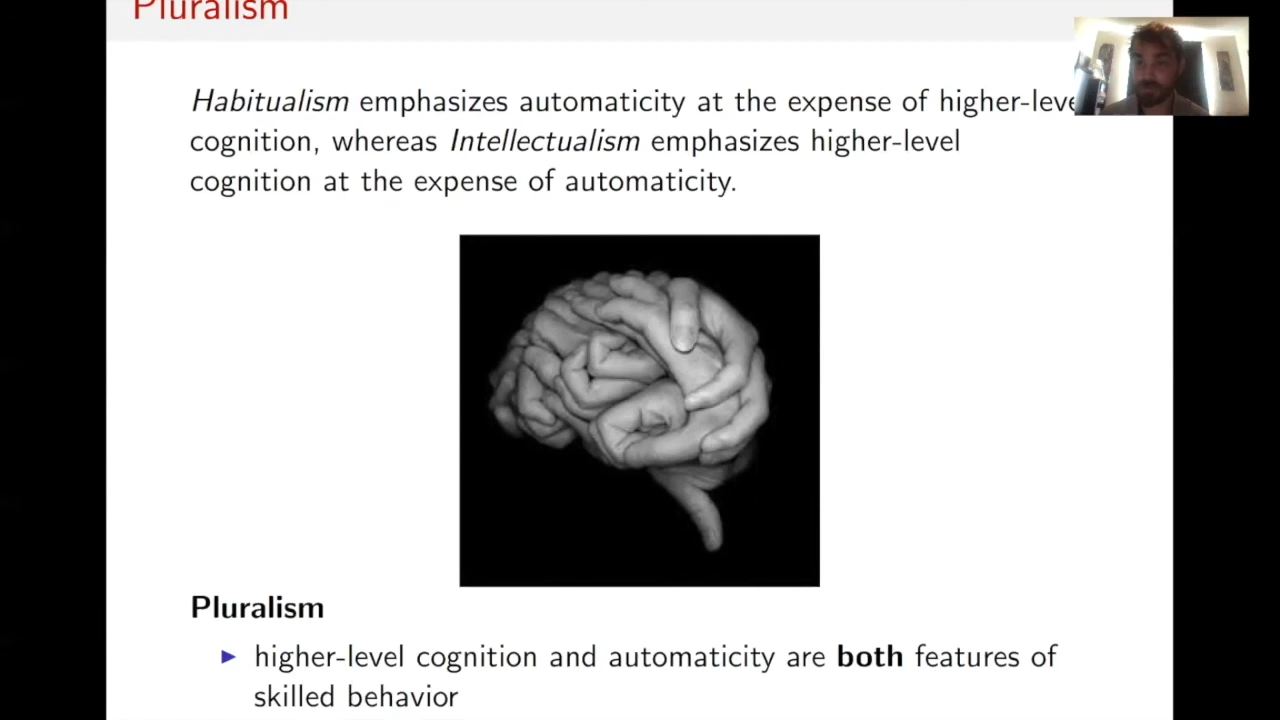 Pluralism
Habitualism emphasizes automaticity at the expense of higher-leve
cognition, whereas Intellectualism emphasizes higher-level
cognition at the expense of automaticity.
Pluralism
▶ higher-level cognition and automaticity are both features of
skilled behavior